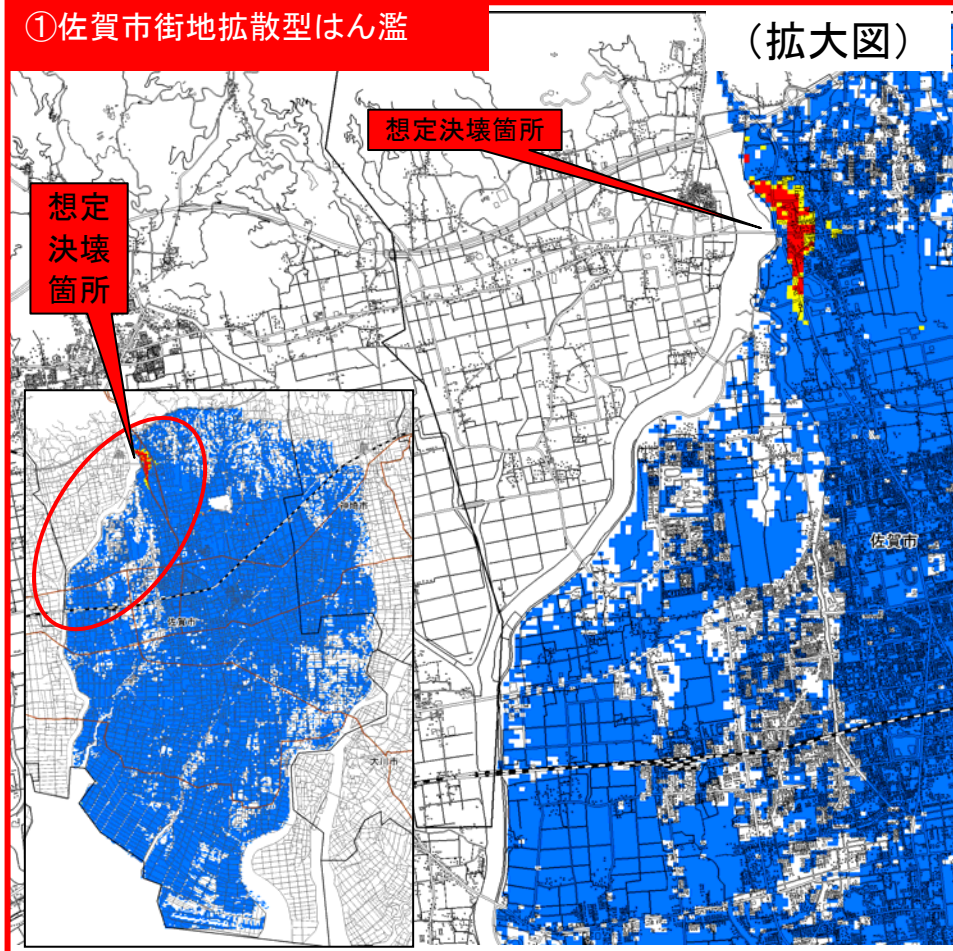 ①佐賀市街地拡散型はん濫
(拡大図)
想定決壊箇所
想定
決壊
箇所
神埼市
佐賀市
佐賀市
大川市